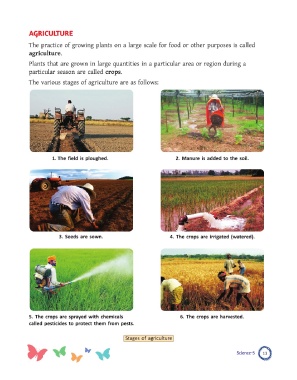 AGRICULTURE
The practice of growing plants on a large scale for food or other purposes is called
agriculture.
Plants that are grown in large quantities in a particular area or region during a
particular season are called crops.
The various stages of agriculture are as follows:
1. The field is ploughed.
2. Manure is added to the soil.
3. Seeds are sown.
4. The crops are irrigated (watered).
5. The crops are sprayed with chemicals
called pesticides to protect them from pests.
6. The crops are harvested.
Stages of agriculture
Science-5